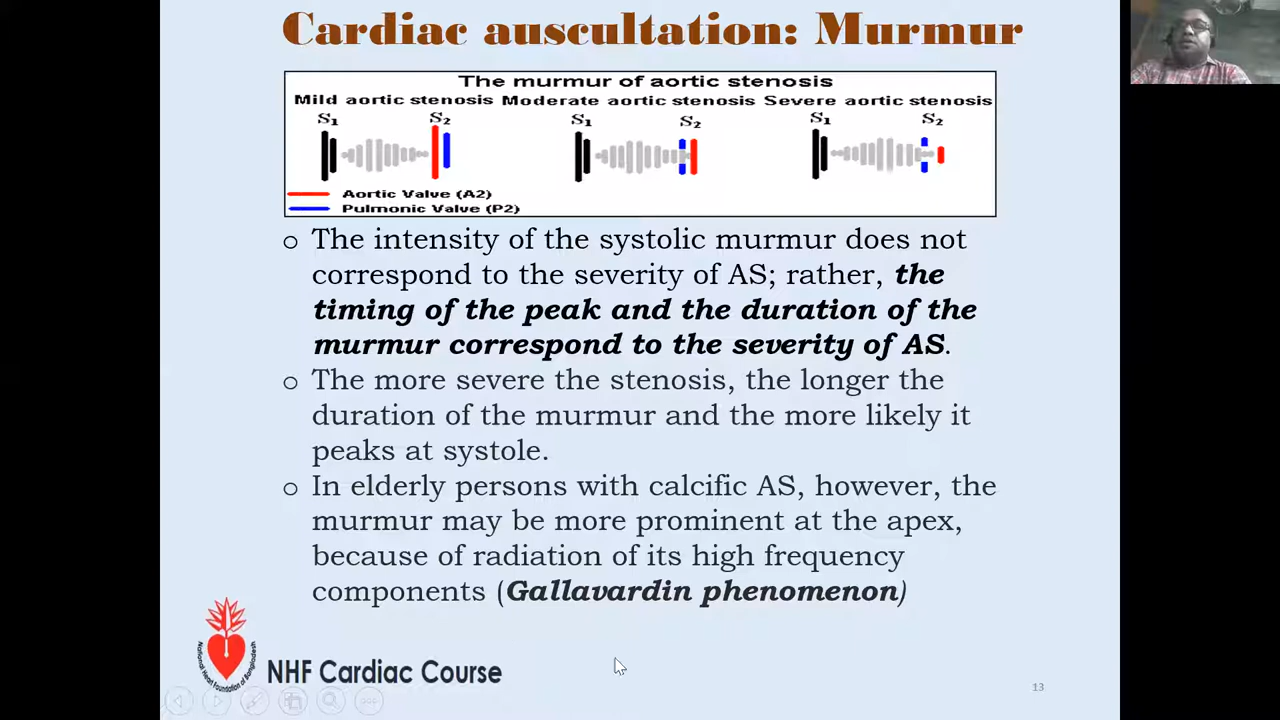 Cardiac auscultation: Murmur
The murmur of aortic stenosis
Mild aortic stenosis Moderate aortic stenosis Severe aortic stenosis
S1 S2 S1 S2 S1 S2
Aortic Valve (A2)
Pulmonic Valve (P2)
o The intensity of the systolic murmur does not
correspond to the severity of AS; rather, the
timing of the peak and the duration of the
murmur correspond to the severity of AS.
o The more severe the stenosis, the longer the
duration of the murmur and the more likely it
peaks at systole.
o In elderly persons with calcific AS, however, the
murmur may be more prominent at the apex,
because of radiation of its high frequency
components (Gallavardin phenomenon)
National Heart Foundation of Bangladesh
NHF Cardiac Course
13